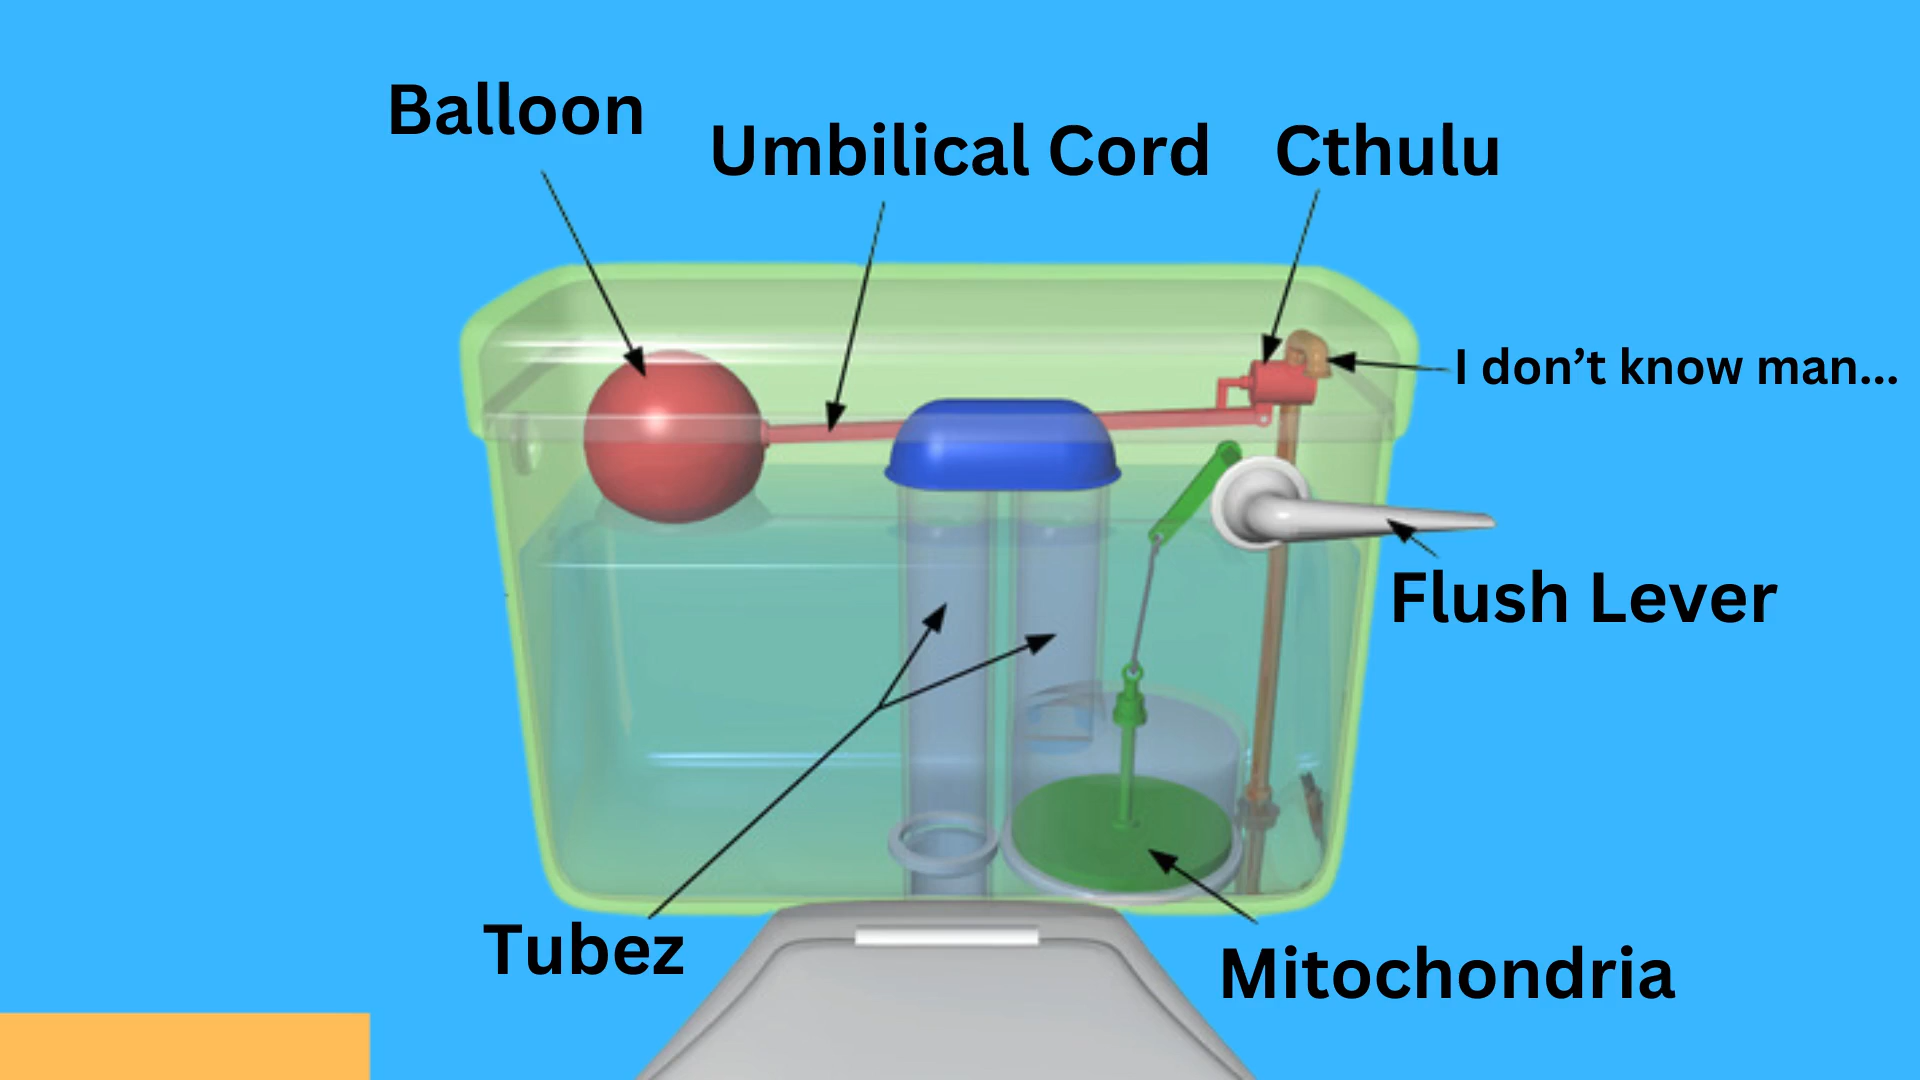 Balloon
Umbilical Cord
Cthulu
I don’t know man...
Flush Lever
Tubez
Mitochondria